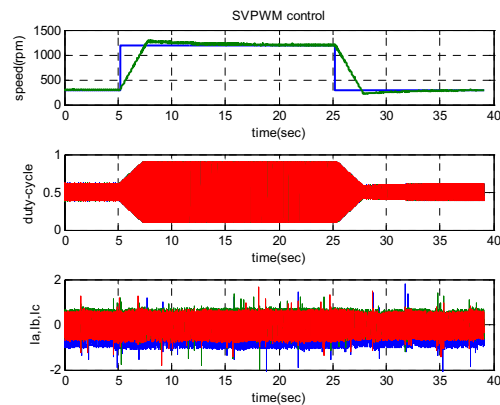 SVPWM control
speed(rpm)
1500
1000
500
0
0 5 10 15 20 25 30 35 40
time(sec)
duty-cycle
1
0.5
0
0 5 10 15 20 25 30 35 40
time(sec)
Ia,Ib,Ic
2
0
-2
0 5 10 15 20 25 30 35 40
time(sec)